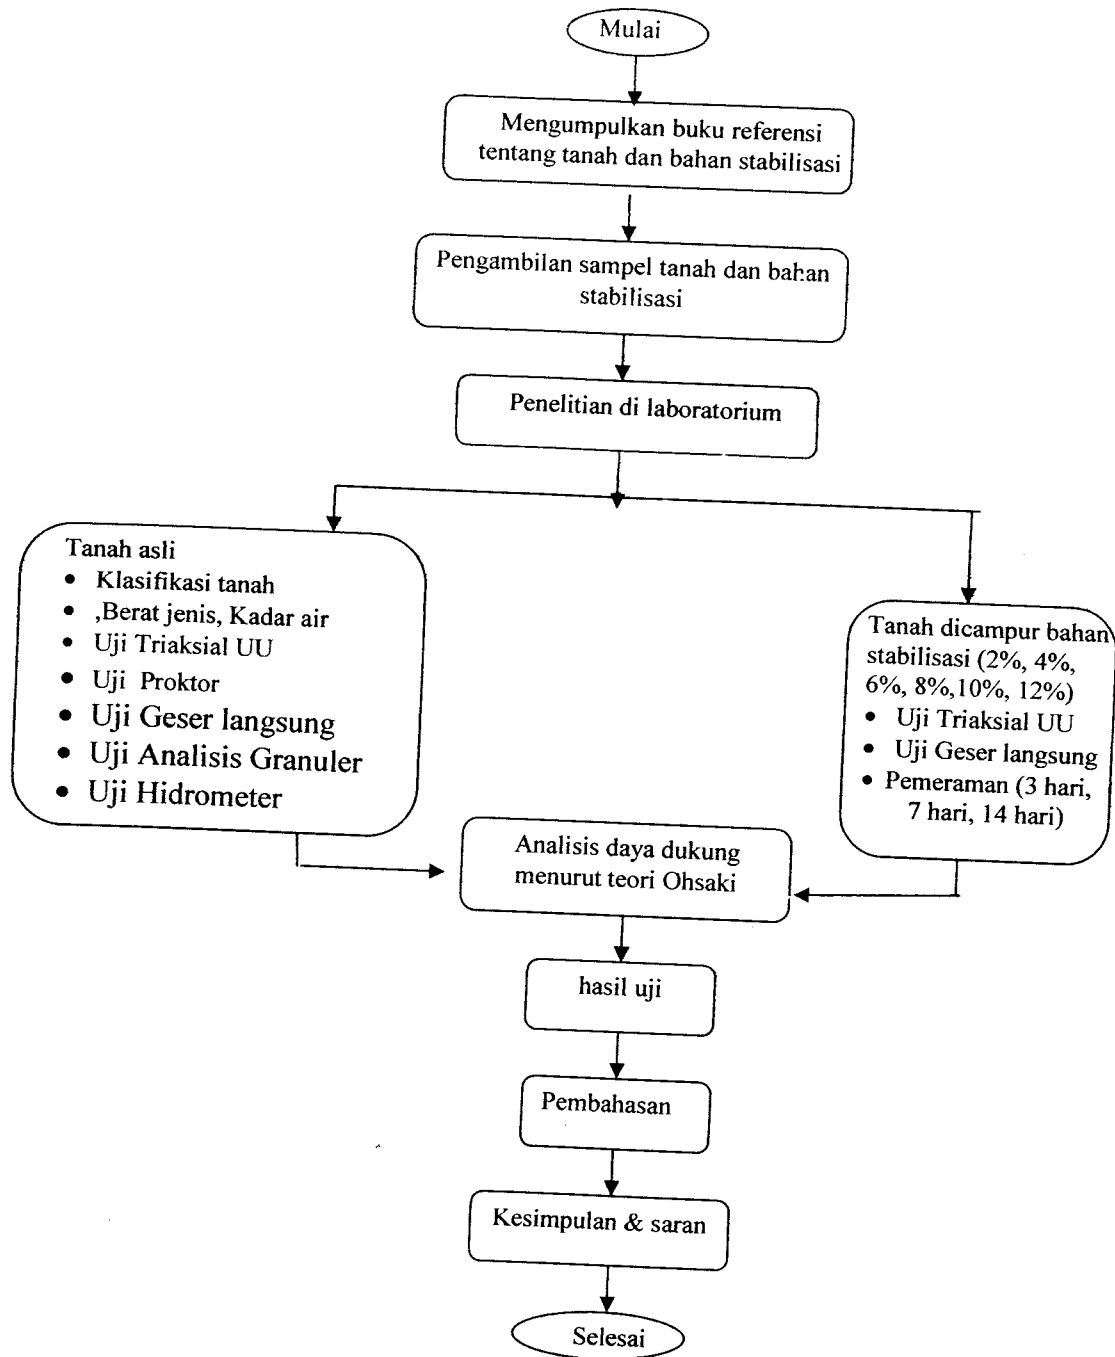 Mulai
Mengumpulkan buku referensi
tentang tanah dan bahan stabilisasi
Pengambilan sampel tanah dan bahan
stabilisasi
Penelitian di laboratorium
Tanah asli
• Klasifikasi tanah
• ,Berat jenis, Kadar air
• Uji Triaksial UU
• Uji Proktor
• Uji Geser langsung
• Uji Analisis Granuler
• Uji Hidrometer
Tanah dicampur bahan
stabilisasi (2%, 4%,
6%, 8%,10%, 12%)
• Uji Triaksial UU
• Uji Geser langsung
• Pemeraman (3 hari,
7 hari, 14 hari)
Analisis daya dukung
menurut teori Ohsaki
hasil uji
Pembahasan
Kesimpulan & saran
Selesai